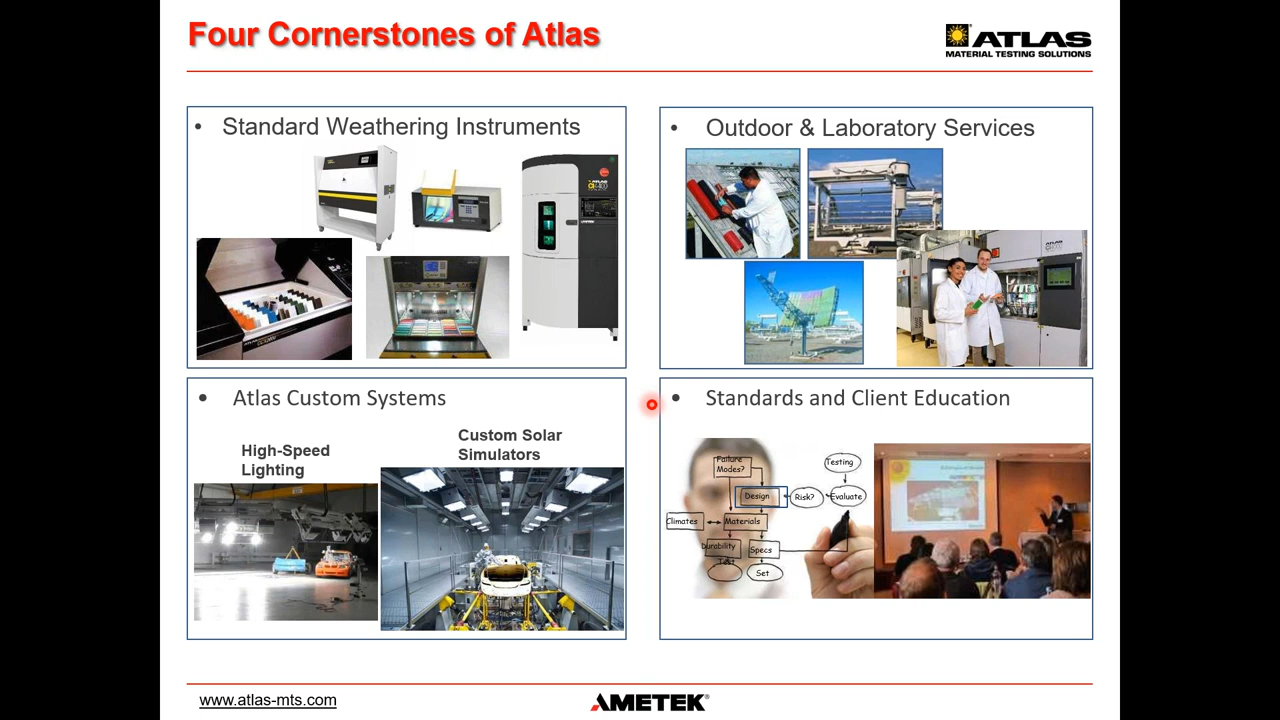 Four Cornerstones of Atlas
ATLAS
MATERIAL TESTING SOLUTIONS
• Standard Weathering Instruments
• Outdoor & Laboratory Services
• Atlas Custom Systems
High-Speed
Lighting
Custom Solar
Simulators
• Standards and Client Education
Failure
Modes?
Testing
Design
Risk?
Evaluate
Climates
Materials
Durability
Specs
Test
Set
www.atlas-mts.com
AMETEK®